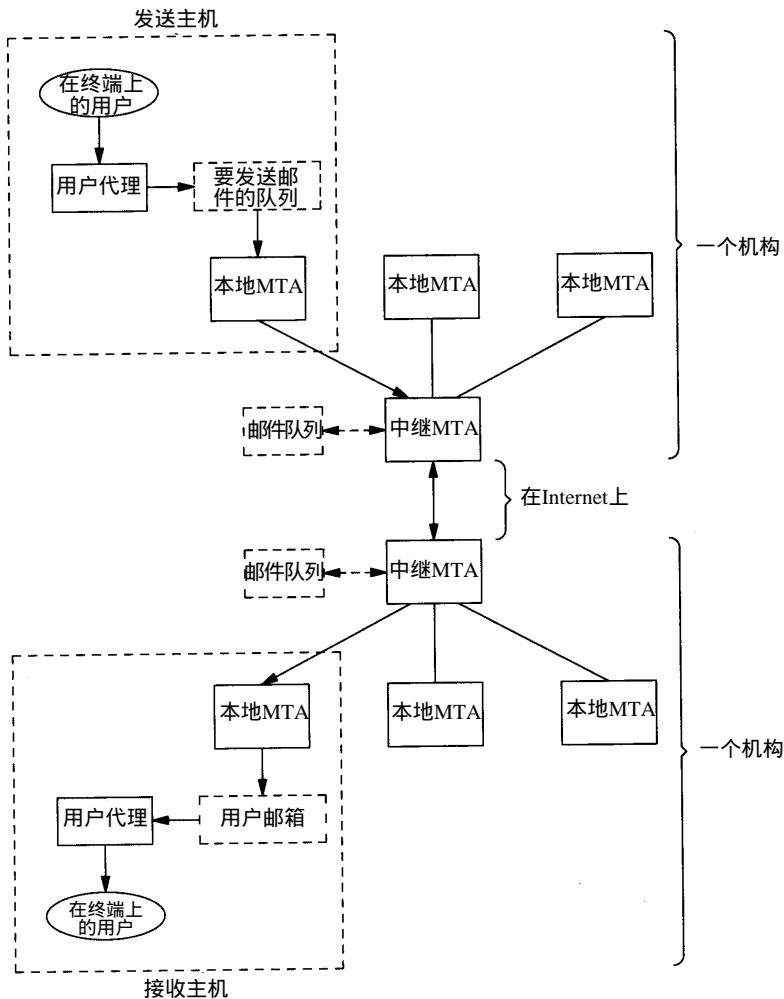 发送主机
在终端上
的用户
用户代理
要发送邮
件的队列
本地MTA
本地MTA
本地MTA
一个机构
邮件队列
中继MTA
在Internet上
邮件队列
中继MTA
本地MTA
本地MTA
本地MTA
一个机构
用户代理
用户邮箱
在终端上
的用户
接收主机